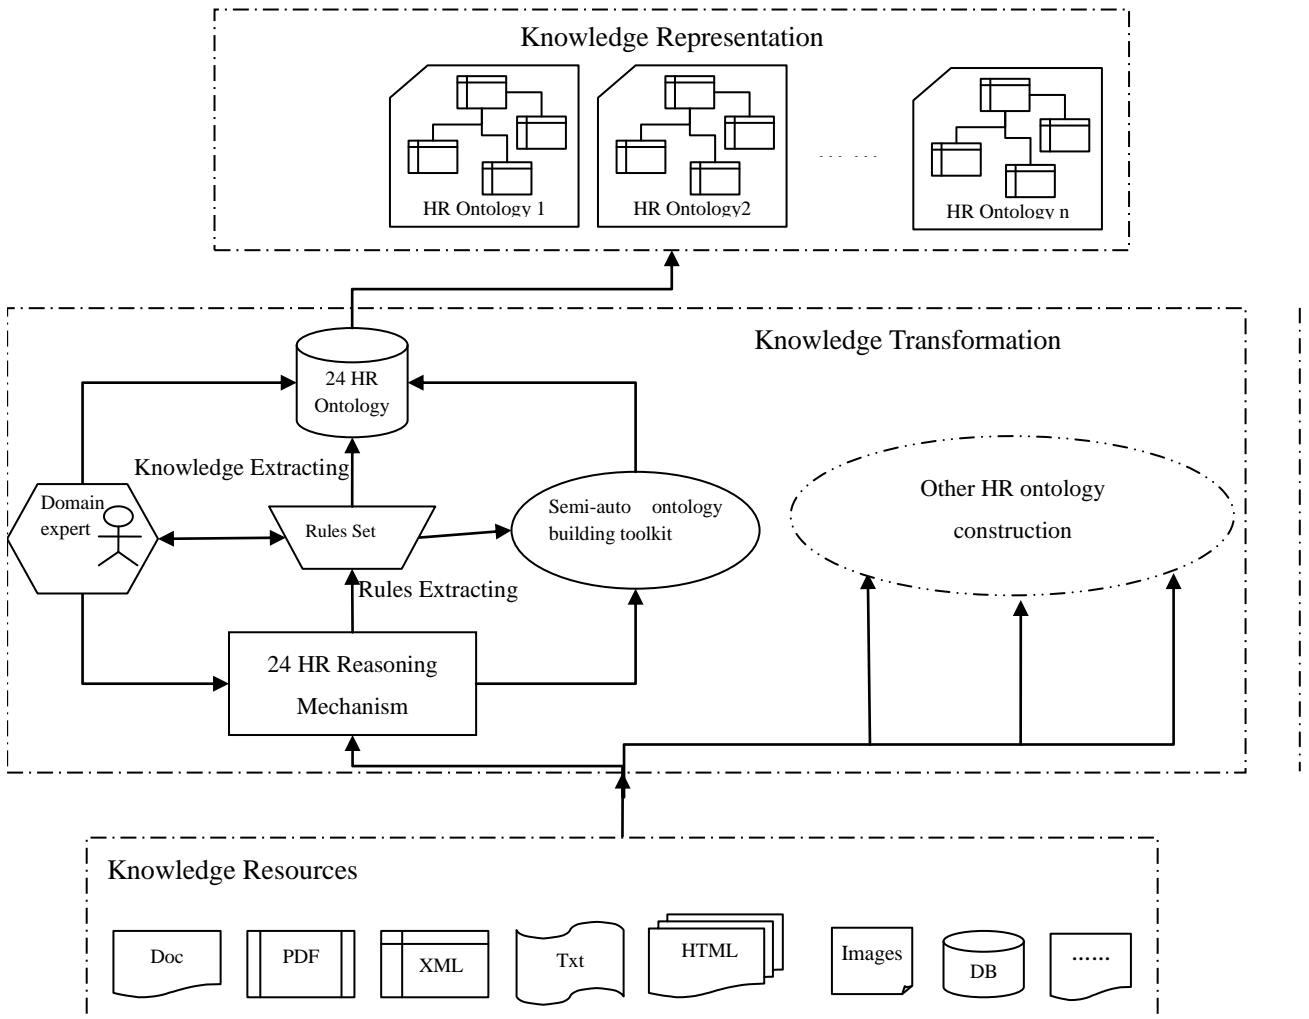 Knowledge Representation
HR Ontology 1
HR Ontology2
... ...
HR Ontology n
Knowledge Transformation
24 HR
Ontology
Knowledge Extracting
Domain
expert
Rules Set
Semi-auto ontology
building toolkit
Other HR ontology
construction
Rules Extracting
24 HR Reasoning
Mechanism
Knowledge Resources
Doc
PDF
XML
Txt
HTML
Images
DB
......